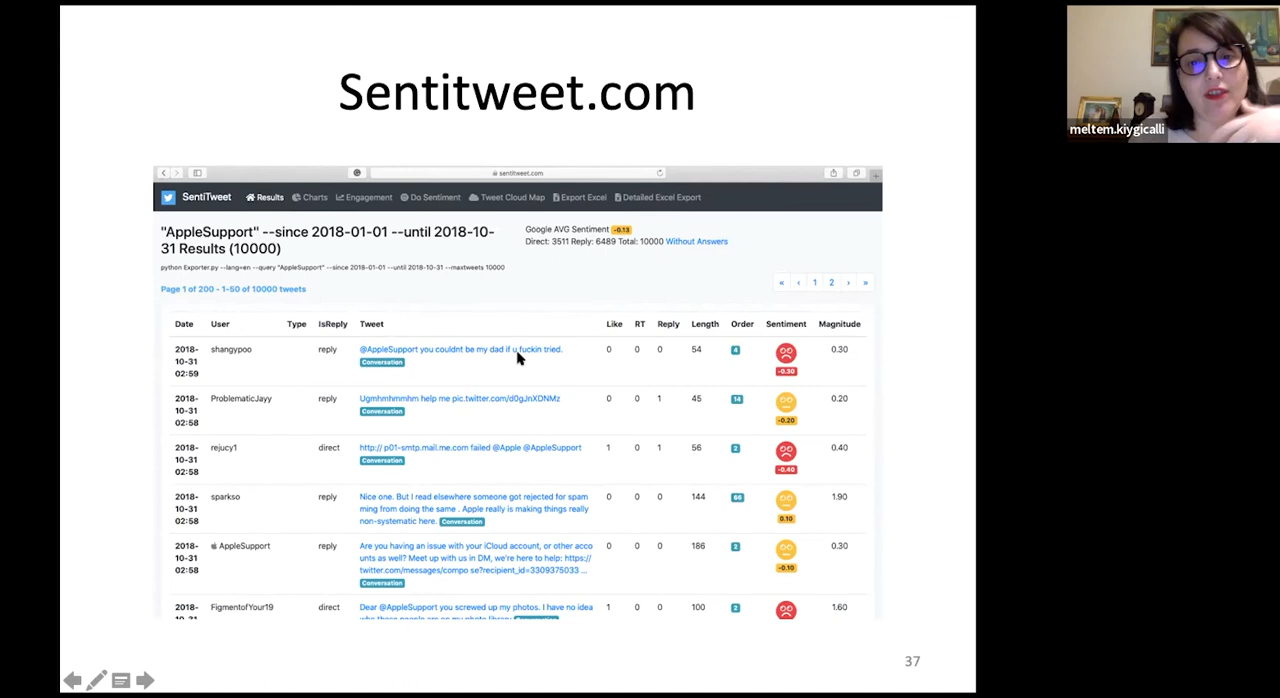 Sentitweet.com
meltem.kiygicalli
sentitweet.com
SentiTweet Results Charts Engagement Do Sentiment Tweet Cloud Map Export Excel Detailed Excel Export
"AppleSupport" --since 2018-01-01 --until 2018-10-
31 Results (10000)
Google AVG Sentiment -0.13
Direct: 3511 Reply: 6489 Total: 10000 Without Answers
python Exporter.py --lang=en --query "AppleSupport" --since 2018-01-01 --until 2018-10-31 --maxtweets 10000
Page 1 of 200 - 1-50 of 10000 tweets
« ‹ 1 2 › »
Date User Type IsReply Tweet Like RT Reply Length Order Sentiment Magnitude
2018- shangypoo reply @AppleSupport you couldnt be my dad if u fuckin tried. 0 0 0 54 4 0.30
10-31 Conversation
02:59 -0.30
2018- ProblematicJayy reply Ugmhmhmmhm help me pic.twitter.com/d0gJnXDNMz 0 0 1 45 14 0.20
10-31 Conversation
02:58 -0.20
2018- rejucy1 direct http:// p01-smtp.mail.me.com failed @Apple @AppleSupport 1 0 1 56 2 0.40
10-31 Conversation
02:58 -0.40
2018- sparkso reply Nice one. But I read elsewhere someone got rejected for spam 0 0 0 144 66 1.90
10-31 ming from doing the same . Apple really is making things really
02:58 non-systematic here. Conversation 0.10
2018- AppleSupport reply Are you having an issue with your iCloud account, or other acco 0 0 0 186 2 0.30
10-31 unts as well? Meet up with us in DM, we're here to help: https://
02:58 twitter.com/messages/compo se?recipient_id=3309375033 ... -0.10
Conversation
2018- FigmentofYour19 direct Dear @AppleSupport you screwed up my photos. I have no idea 1 0 0 100 2 1.60
10-31 who these people are on my photo library
37